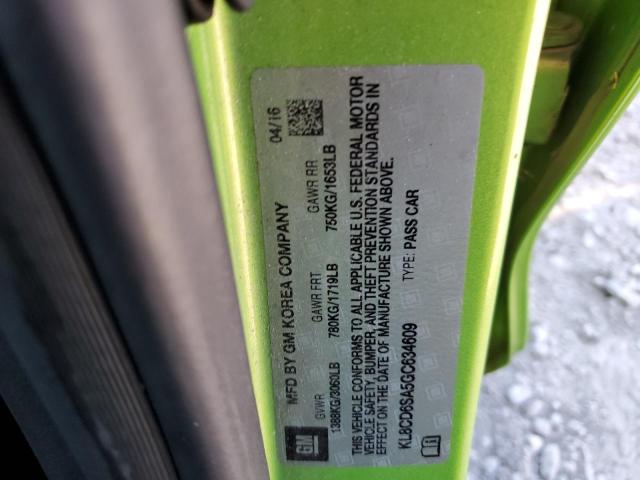 MFD BY GM KOREA COMPANY 04/16
GVWR GAWR FRT GAWR RR
1388KG/3060LB 780KG/1719LB 750KG/1653LB
GM
THIS VEHICLE CONFORMS TO ALL APPLICABLE U.S. FEDERAL MOTOR
VEHICLE SAFETY, BUMPER, AND THEFT PREVENTION STANDARDS IN
EFFECT ON THE DATE OF MANUFACTURE SHOWN ABOVE.
KL8CD6SA5GC634609 TYPE: PASS CAR